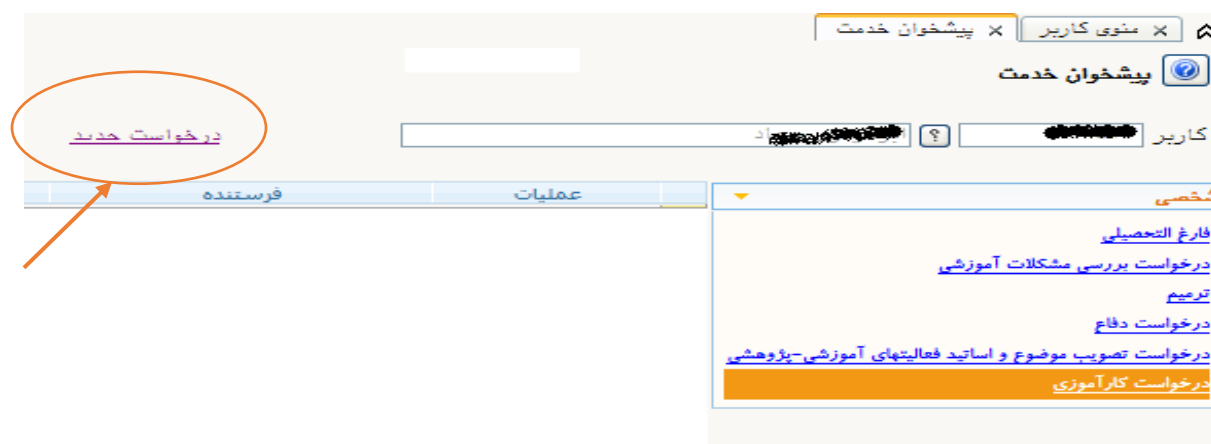 منوی کاربر × پیشخوان خدمت ×
پیشخوان خدمت
کاربر ؟
درخواست جدید
شخصی
عملیات فرستنده
فارغ التحصیلی
درخواست بررسی مشکلات آموزشی
ترمیم
درخواست دفاع
درخواست تصویب موضوع و اساتید فعالیتهای آموزشی-پژوهشی
درخواست کارآموزی